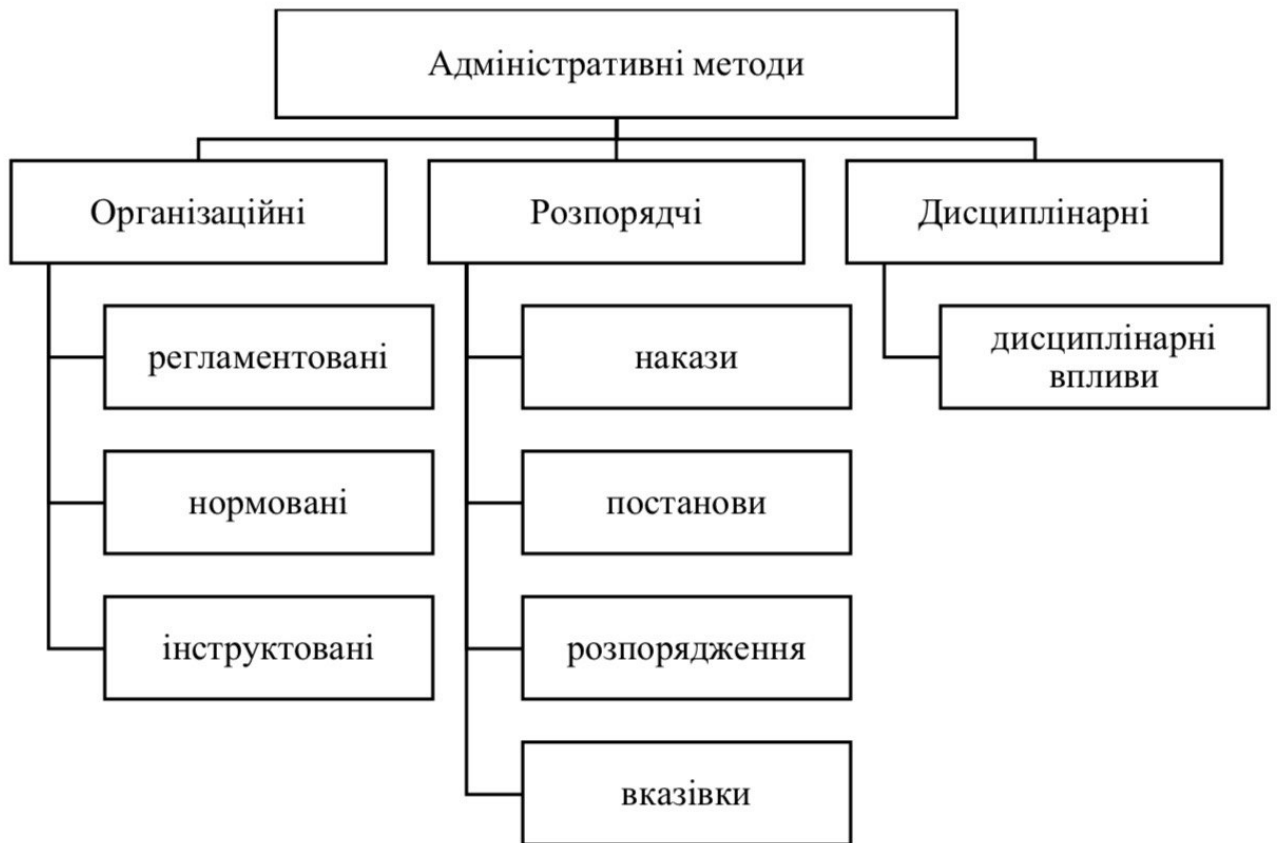 Адміністративні методи
Організаційні
Розпорядчі
Дисциплінарні
регламентовані
накази
дисциплінарні
впливи
нормовані
постанови
інструктовані
розпорядження
вказівки